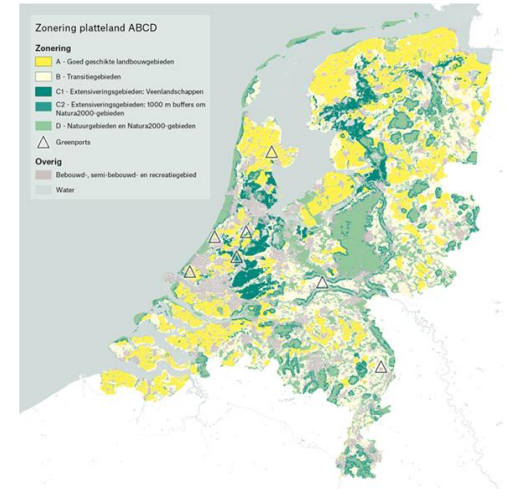 Zonering platteland ABCD
Zonering
A - Goed geschikte landbouwgebieden
B - Transitiegebieden
C1 - Extensiveringsgebieden; Veenlandschappen
C2 - Extensiveringsgebieden; 1000 m buffers om
Natura2000-gebieden
D - Natuurgebieden en Natura2000-gebieden
Greenports
Overig
Bebouwd-, semi-bebouwd- en recreatiegebied
Water